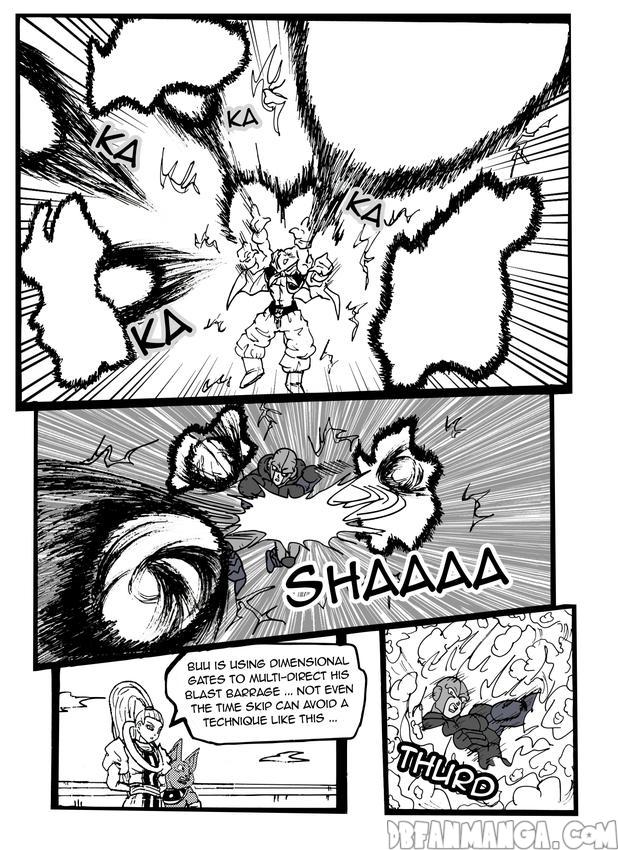 KA
KA
KA
KA
SHAAAA
BUU IS USING DIMENSIONAL
GATES TO MULTI-DIRECT HIS
BLAST BARRAGE ... NOT EVEN
THE TIME SKIP CAN AVOID A
TECHNIQUE LIKE THIS ...
THURD
DBFANMANGA.COM